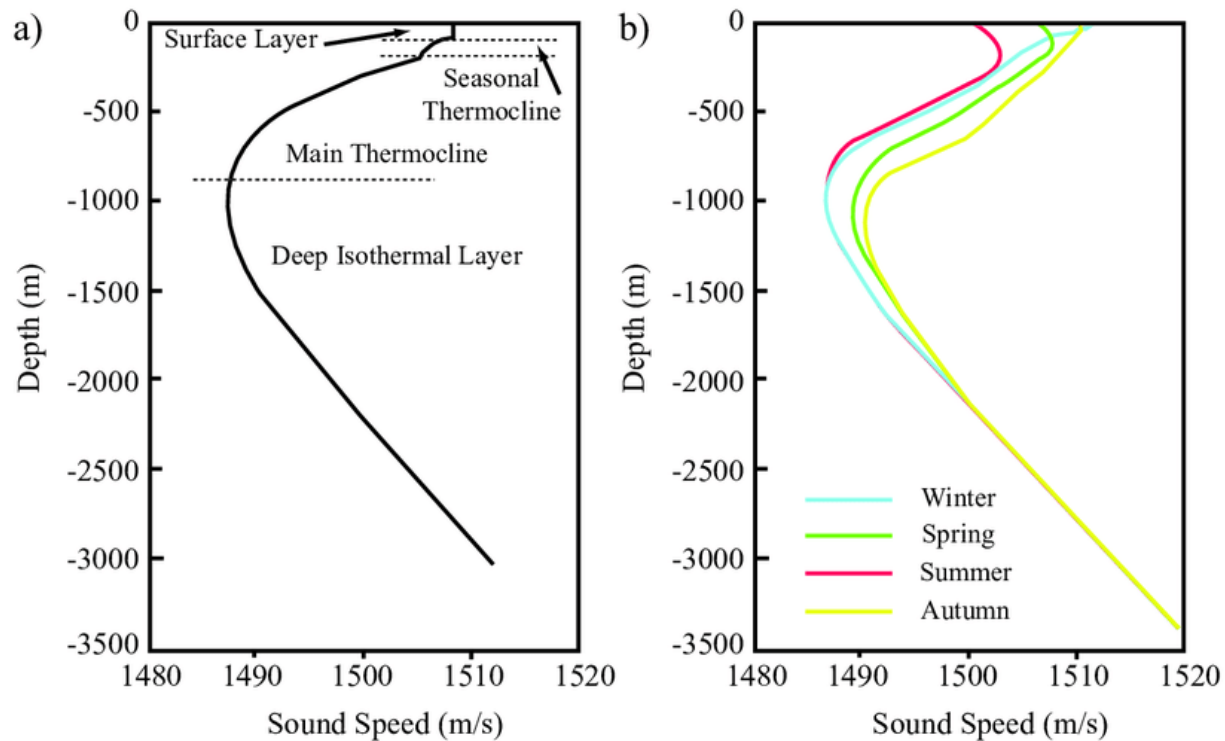 a)
0
-500
-1000
-1500
-2000
-2500
-3000
-3500
Depth (m)
Surface Layer
Seasonal
Thermocline
Main Thermocline
Deep Isothermal Layer
1480 1490 1500 1510 1520
Sound Speed (m/s)
b)
0
-500
-1000
-1500
-2000
-2500
-3000
-3500
Depth (m)
Winter
Spring
Summer
Autumn
1480 1490 1500 1510 1520
Sound Speed (m/s)